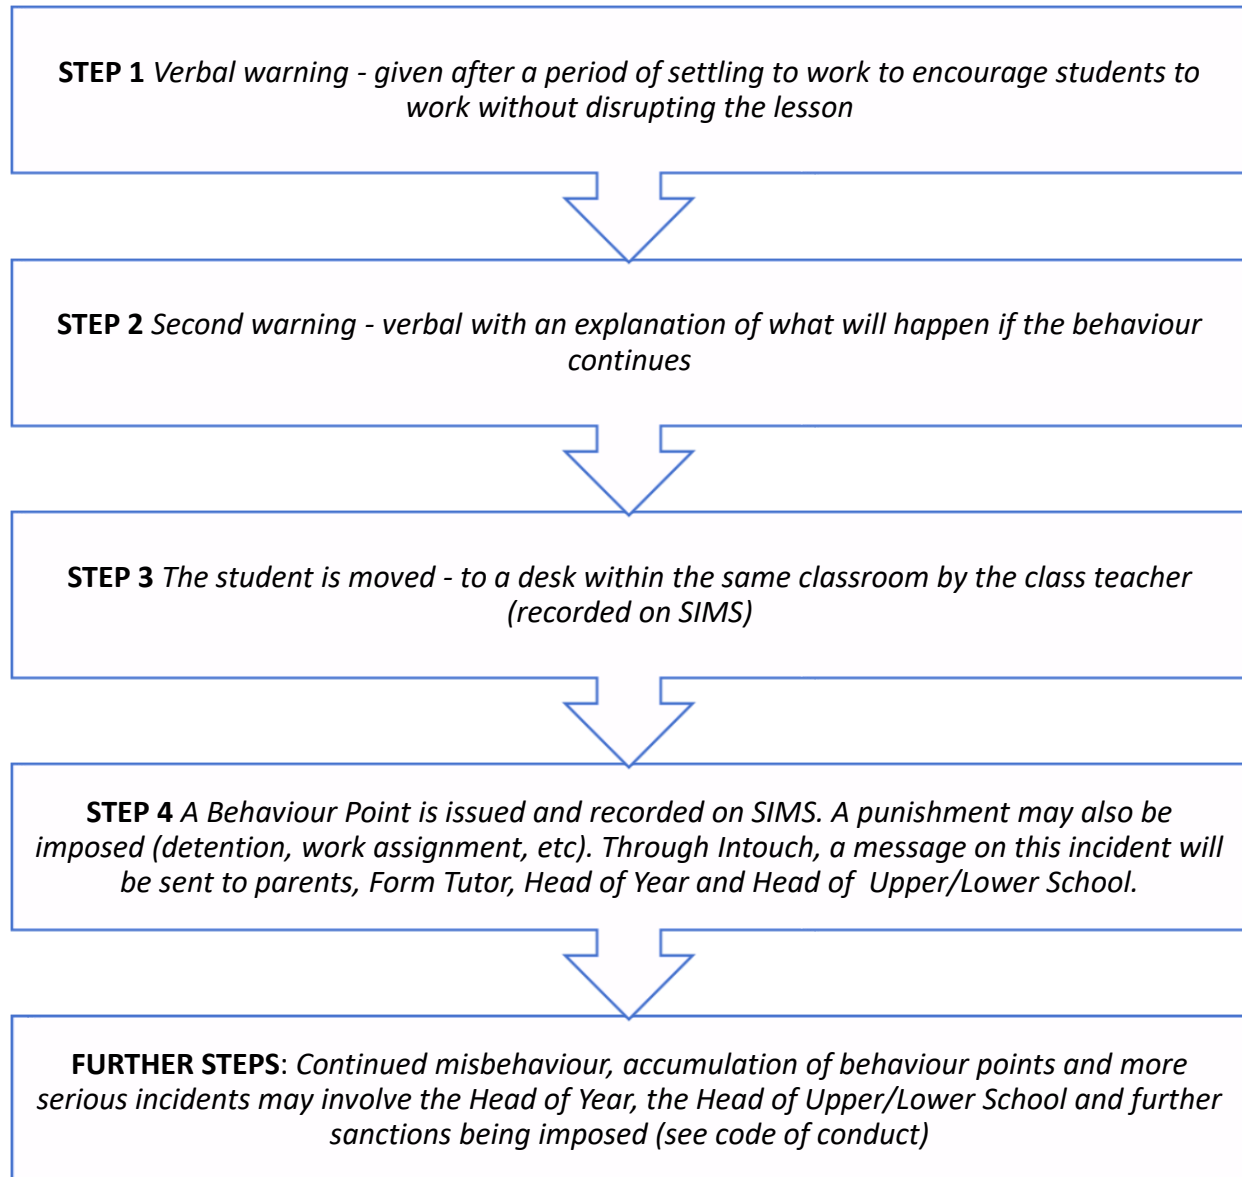 STEP 1 Verbal warning - given after a period of settling to work to encourage students to
work without disrupting the lesson
STEP 2 Second warning - verbal with an explanation of what will happen if the behaviour
continues
STEP 3 The student is moved - to a desk within the same classroom by the class teacher
(recorded on SIMS)
STEP 4 A Behaviour Point is issued and recorded on SIMS. A punishment may also be
imposed (detention, work assignment, etc). Through Intouch, a message on this incident will
be sent to parents, Form Tutor, Head of Year and Head of Upper/Lower School.
FURTHER STEPS: Continued misbehaviour, accumulation of behaviour points and more
serious incidents may involve the Head of Year, the Head of Upper/Lower School and further
sanctions being imposed (see code of conduct)